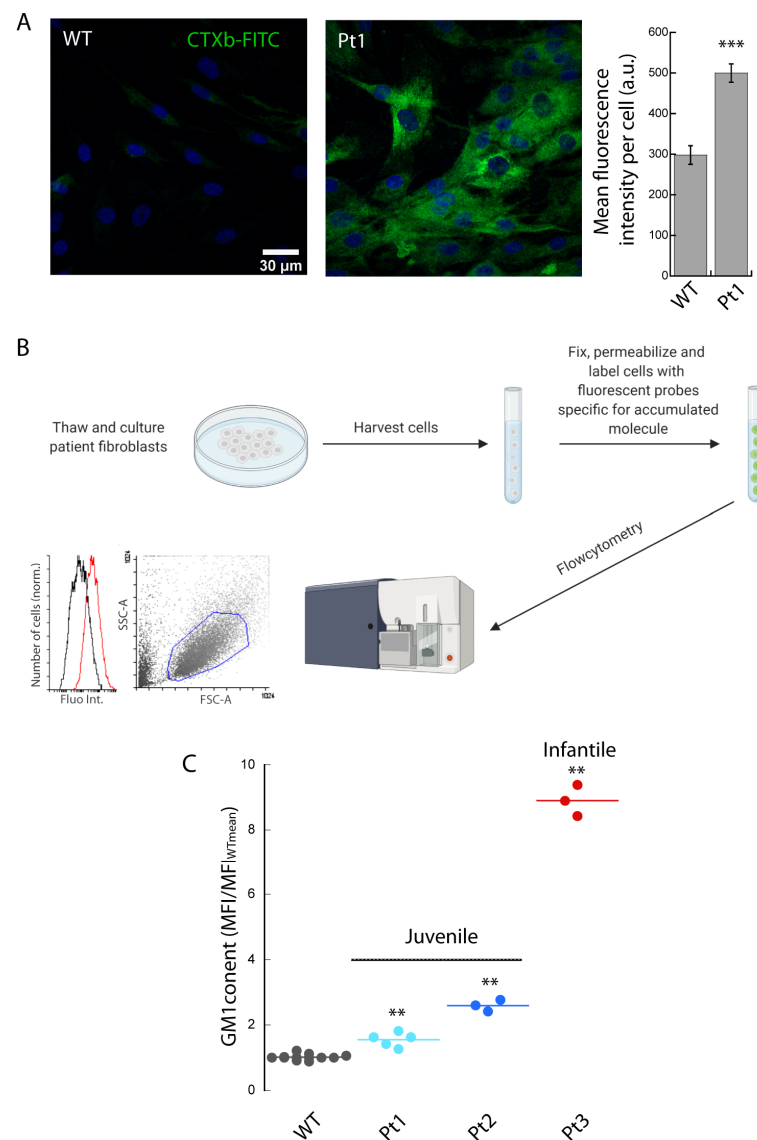 A
WT
CTXb-FITC
Pt1
30 µm
Mean fluorescence
intensity per cell (a.u.)
600
500
400
300
200
100
0
***
WT
Pt1
B
Thaw and culture
patient fibroblasts
Harvest cells
Fix, permeabilize and
label cells with
fluorescent probes
specific for accumulated
molecule
Flowcytometry
Number of cells (norm.)
Fluo Int.
1024
SSC-A
FSC-A
1024
C
GM1 conent (MFI/MFI WTmean)
10
8
6
4
2
0
Infantile
**
Juvenile
**
**
WT
Pt1
Pt2
Pt3